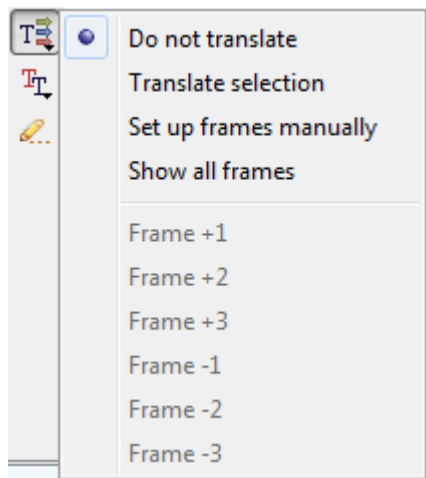 Do not translate
Translate selection
Set up frames manually
Show all frames
Frame +1
Frame +2
Frame +3
Frame -1
Frame -2
Frame -3